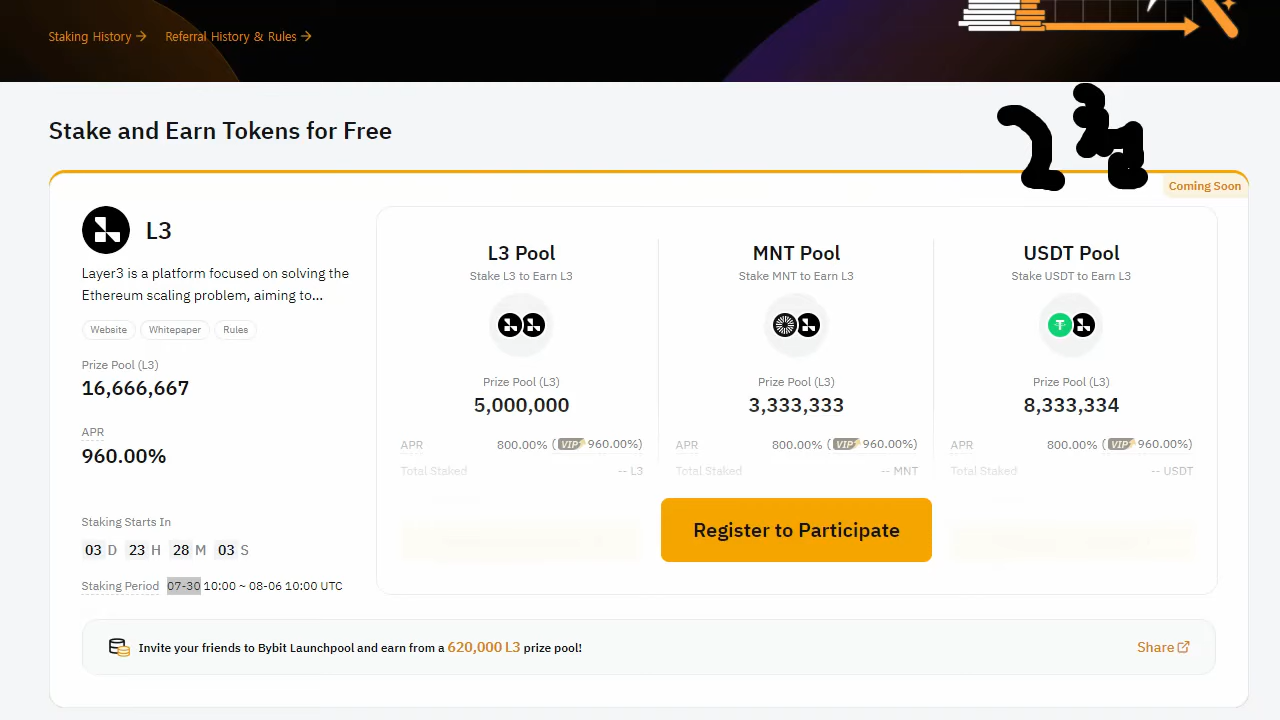 Staking History → Referral History & Rules →
Stake and Earn Tokens for Free
Coming Soon
L3
Layer3 is a platform focused on solving the
Ethereum scaling problem, aiming to...
Website Whitepaper Rules
Prize Pool (L3)
16,666,667
APR
960.00%
Staking Starts In
03 D 23 H 28 M 03 S
Staking Period 07-30 10:00 ~ 08-06 10:00 UTC
L3 Pool
Stake L3 to Earn L3
Prize Pool (L3)
5,000,000
APR 800.00% (VIP 960.00%)
Total Staked -- L3
MNT Pool
Stake MNT to Earn L3
Prize Pool (L3)
3,333,333
APR 800.00% (VIP 960.00%)
Total Staked -- MNT
USDT Pool
Stake USDT to Earn L3
Prize Pool (L3)
8,333,334
APR 800.00% (VIP 960.00%)
Total Staked -- USDT
Register to Participate
Invite your friends to Bybit Launchpool and earn from a 620,000 L3 prize pool!
Share